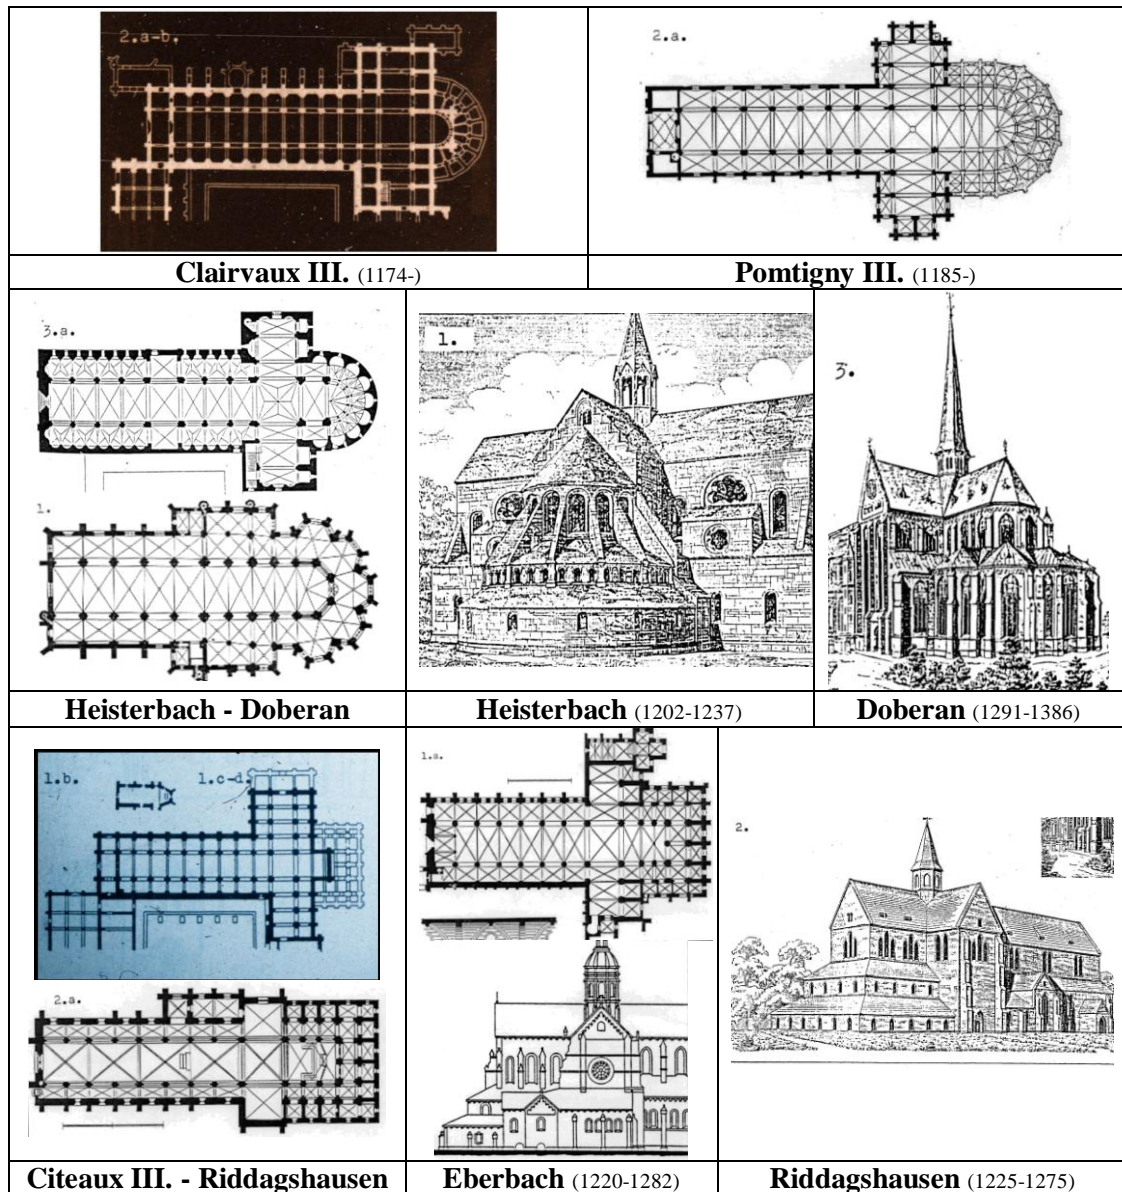 2.a-b.
2.a.
Clairvaux III. (1174-)
Pomtigny III. (1185-)
3.a.
1.
1.
3.
Heisterbach - Doberan
Heisterbach (1202-1237)
Doberan (1291-1386)
1.b.
1.c-d.
2.a.
1.a.
2.
Citeaux III. - Riddagshausen
Eberbach (1220-1282)
Riddagshausen (1225-1275)